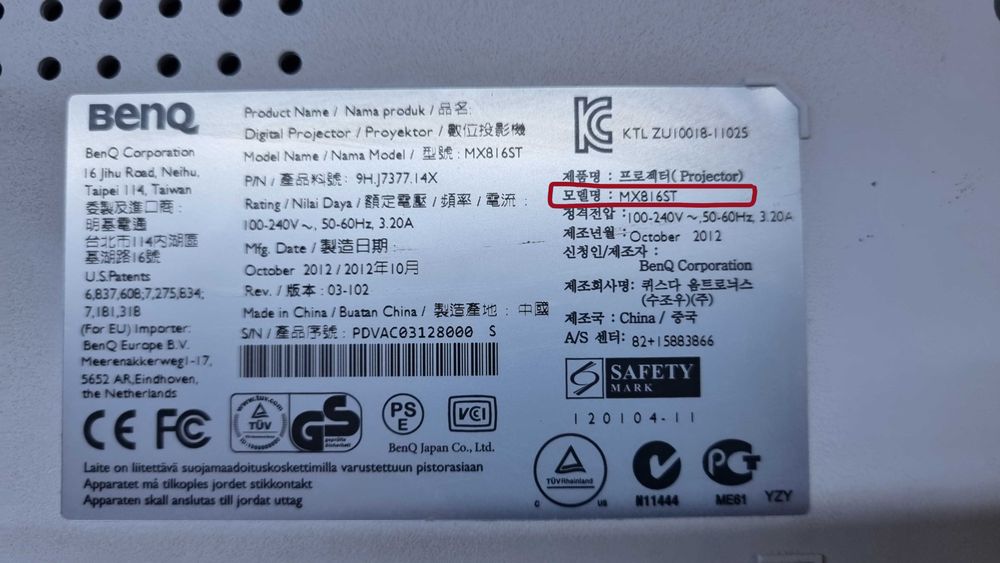 BenQ
BenQ Corporation
16 Jihu Road, Neihu,
Taipei 114, Taiwan
委製及進口商:
明基電通
台北市114內湖區
基湖路16號
U.S.Patents
6,837,608;7,275,834;
7,181,318
(For EU) Importer:
BenQ Europe B.V.
Meerenakkerweg1-17,
5652 AR,Eindhoven,
the Netherlands
Product Name / Nama produk / 品名:
Digital Projector / Proyektor / 數位投影機
Model Name / Nama Model / 型號: MX816ST
P/N / 產品料號: 9H.J7377.14X
Rating / Nilai Daya / 額定電壓 / 頻率 / 電流:
100-240V~, 50-60Hz, 3.20A
Mfg. Date / 製造日期:
October 2012 / 2012年10月
Rev. / 版本: 03-102
Made in China / Buatan China / 製造產地: 中國
S/N / 產品序號: PDVAC03128000 S
KC
KTL ZU10018-11025
제품명: 프로젝터( Projector)
모델명: MX816ST
정격전압:100-240V~,50-60Hz, 3.20A
제조년월:October 2012
신청인/제조자:
BenQ Corporation
제조회사명: 퀴스다 옵트로닉스
(수조우)(주)
제조국: China / 중국
A/S 센터: 82+15883866
S SAFETY
MARK
120104-11
CE FC
www.tuv.com
TÜV
GS
geprüfte
Sicherheit
PS
E
VCI
BenQ Japan Co., Ltd.
Laite on liitettävä suojamaadoituskoskettimilla varustettuun pistorasiaan
Apparatet må tilkoples jordet stikkontakt
Apparaten skall anslutas till jordat uttag
TÜVRheinland
C US
N11444
PCT
ME61
YZY